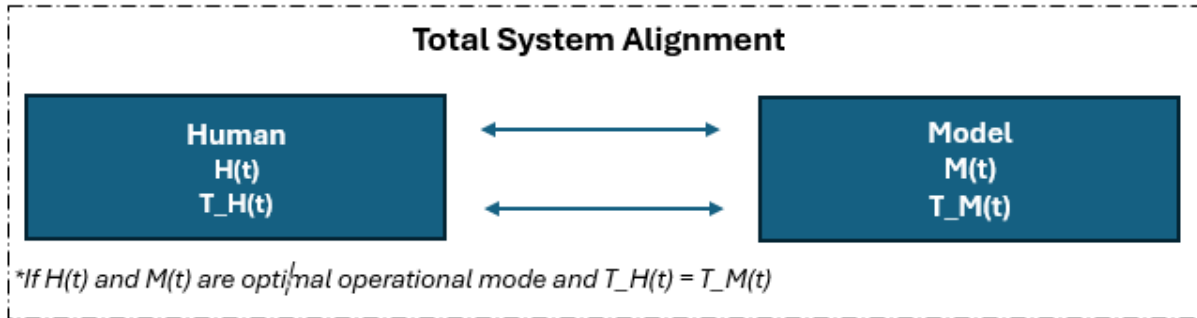 Total System Alignment
Human
H(t)
T_H(t)
Model
M(t)
T_M(t)
*If H(t) and M(t) are optimal operational mode and T_H(t) = T_M(t)